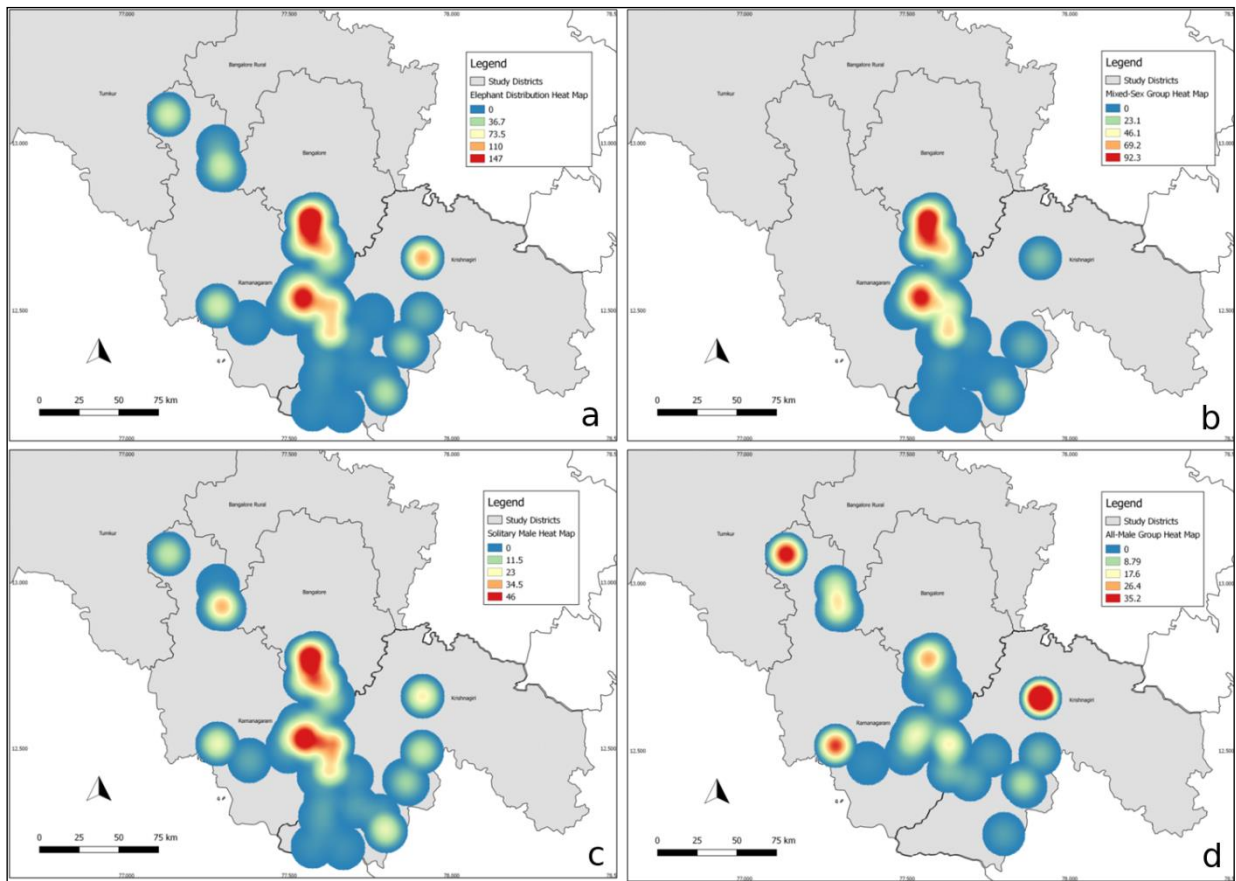 77.000
77.500
78.000
78.5
Bangalore Rural
Tumkur
Bangalore
Ramanagaram
Krishnagiri
13.000
12.500
Legend
Study Districts
Elephant Distribution Heat Map
0
36.7
73.5
110
147
0 25 50 75 km
a
77.000
77.500
78.000
78.5
Bangalore Rural
Tumkur
Bangalore
Ramanagaram
Krishnagiri
13.000
12.500
Legend
Study Districts
Mixed-Sex Group Heat Map
0
23.1
46.1
69.2
92.3
0 25 50 75 km
b
77.000
77.500
78.000
78.5
Bangalore Rural
Tumkur
Bangalore
Ramanagaram
Krishnagiri
13.000
12.500
Legend
Study Districts
Solitary Male Heat Map
0
11.5
23
34.5
46
0 25 50 75 km
c
77.000
77.500
78.000
Bangalore Rural
Tumkur
Bangalore
Ramanagaram
Krishnagiri
13.000
12.500
Legend
Study Districts
All-Male Group Heat Map
0
8.79
17.6
26.4
35.2
0 25 50 75 km
d